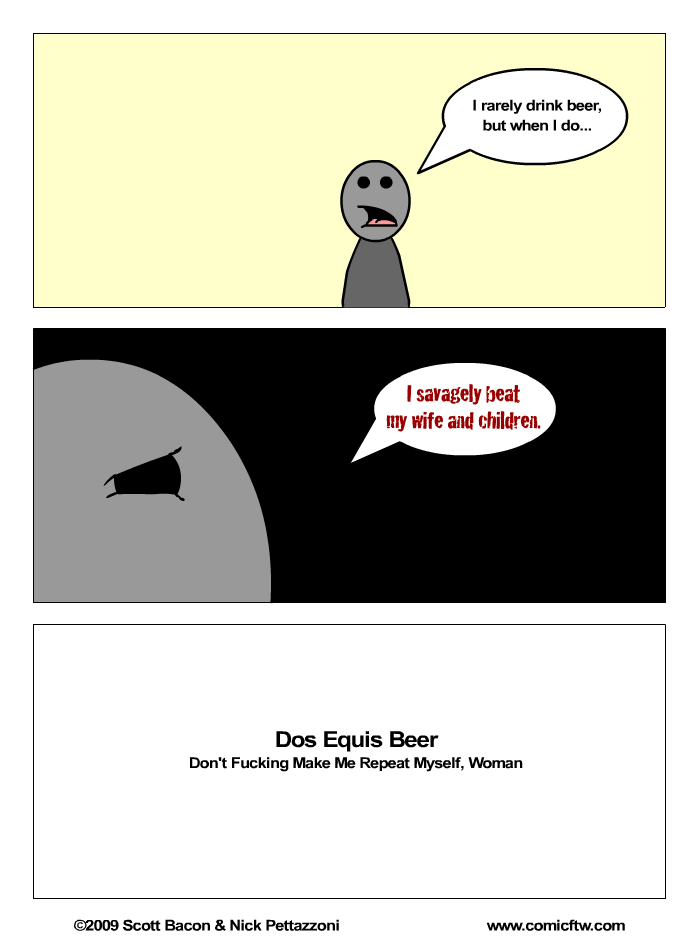 I rarely drink beer,
but when I do...
I savagely beat
my wife and children.
Dos Equis Beer
Don't Fucking Make Me Repeat Myself, Woman
©2009 Scott Bacon & Nick Pettazzoni
www.comicftw.com